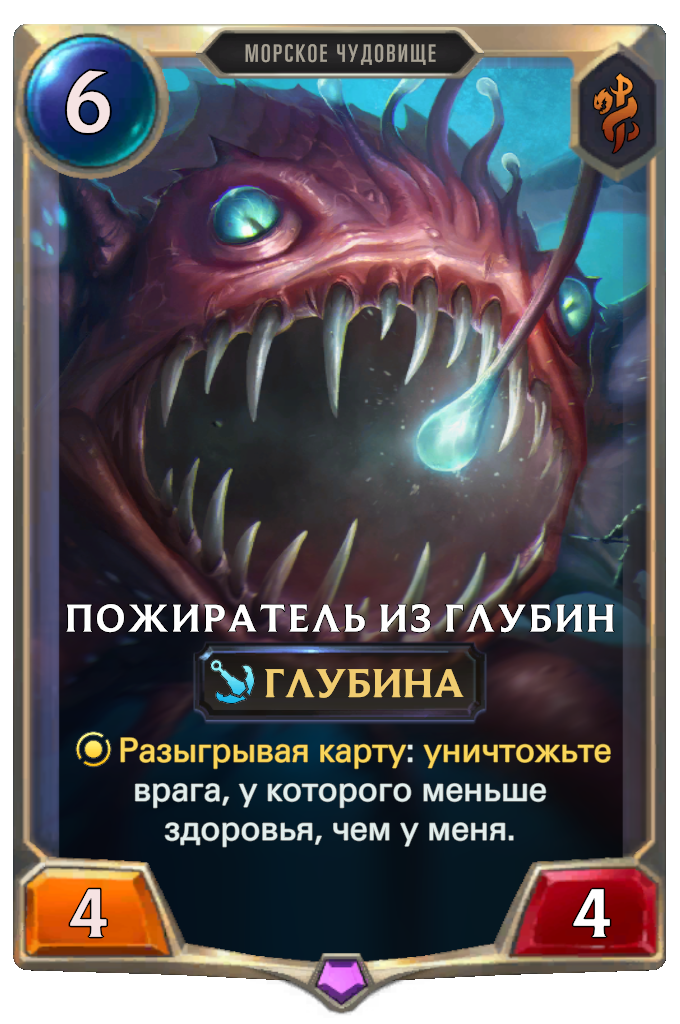 6
МОРСКОЕ ЧУДОВИЩЕ
ПОЖИРАТЕЛЬ ИЗ ГЛУБИН
ГЛУБИНА
Разыгрывая карту: уничтожьте
врага, у которого меньше
здоровья, чем у меня.
4
4